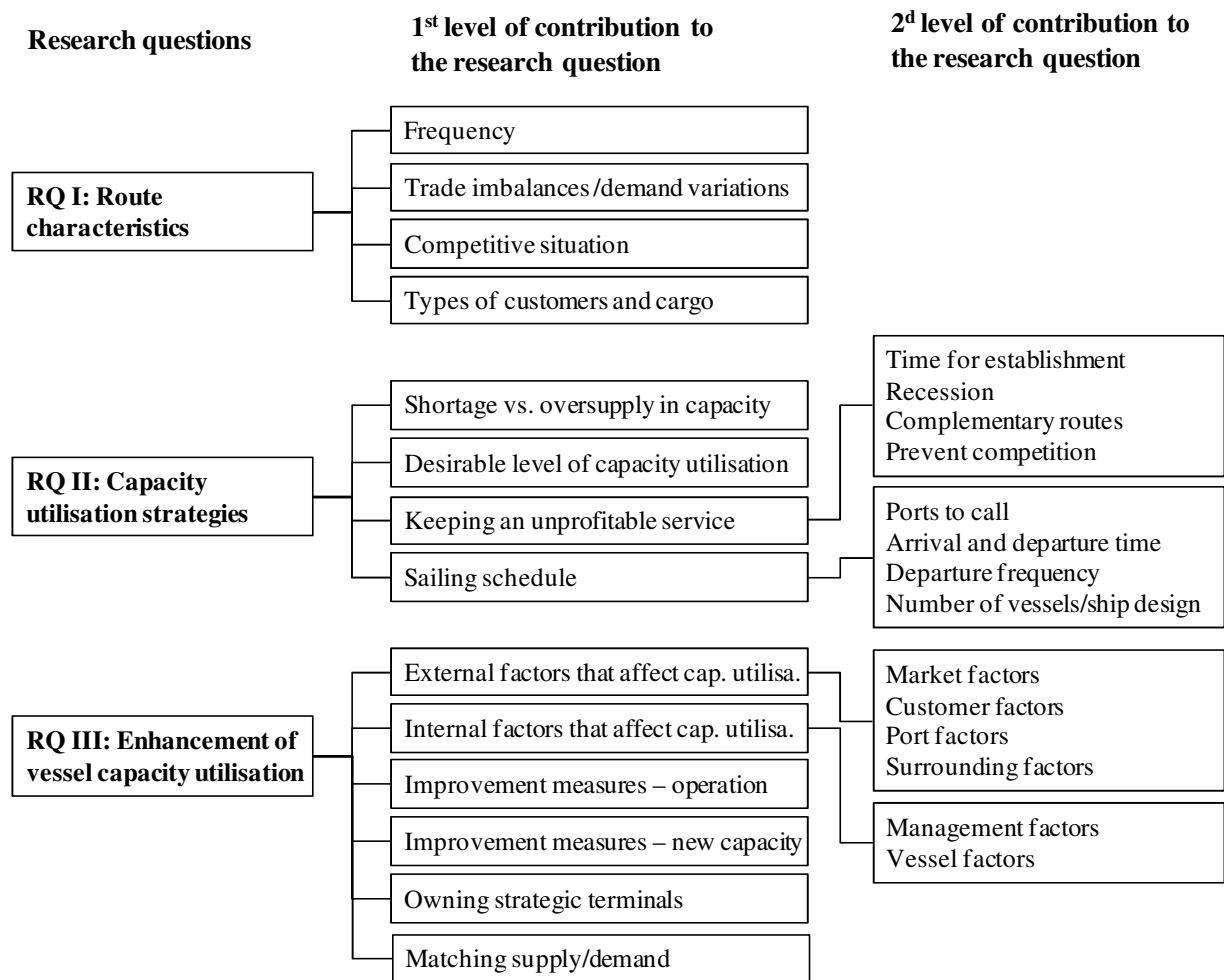 Research questions
1st level of contribution to
the research question
2d level of contribution to
the research question
RQ I: Route
characteristics
Frequency
Trade imbalances/demand variations
Competitive situation
Types of customers and cargo
RQ II: Capacity
utilisation strategies
Shortage vs. oversupply in capacity
Desirable level of capacity utilisation
Keeping an unprofitable service
Sailing schedule
Time for establishment
Recession
Complementary routes
Prevent competition
Ports to call
Arrival and departure time
Departure frequency
Number of vessels/ship design
RQ III: Enhancement of
vessel capacity utilisation
External factors that affect cap. utilisa.
Internal factors that affect cap. utilisa.
Improvement measures – operation
Improvement measures – new capacity
Owning strategic terminals
Matching supply/demand
Market factors
Customer factors
Port factors
Surrounding factors
Management factors
Vessel factors